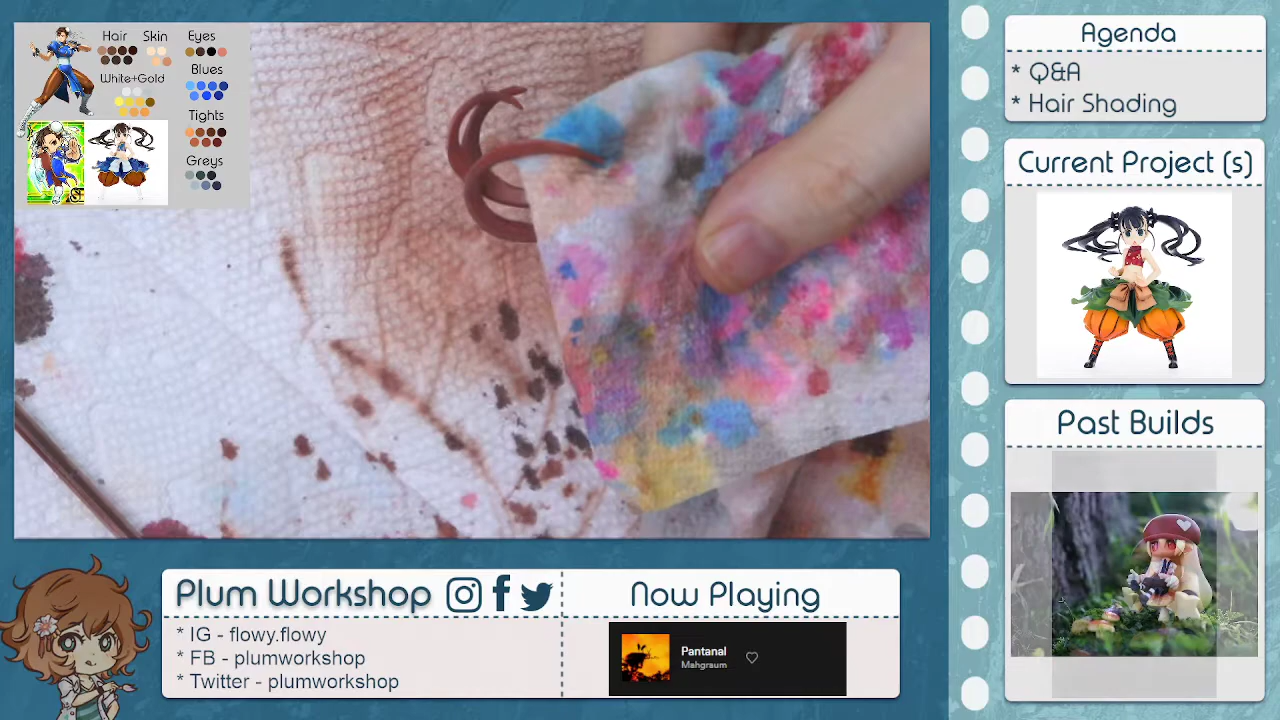 Hair Skin Eyes
Blues
White+Gold
Tights
Greys
Agenda
* Q&A
* Hair Shading
Current Project (s)
Past Builds
Plum Workshop
* IG - flowy.flowy
* FB - plumworkshop
* Twitter - plumworkshop
Now Playing
Pantanal
Mahgraum